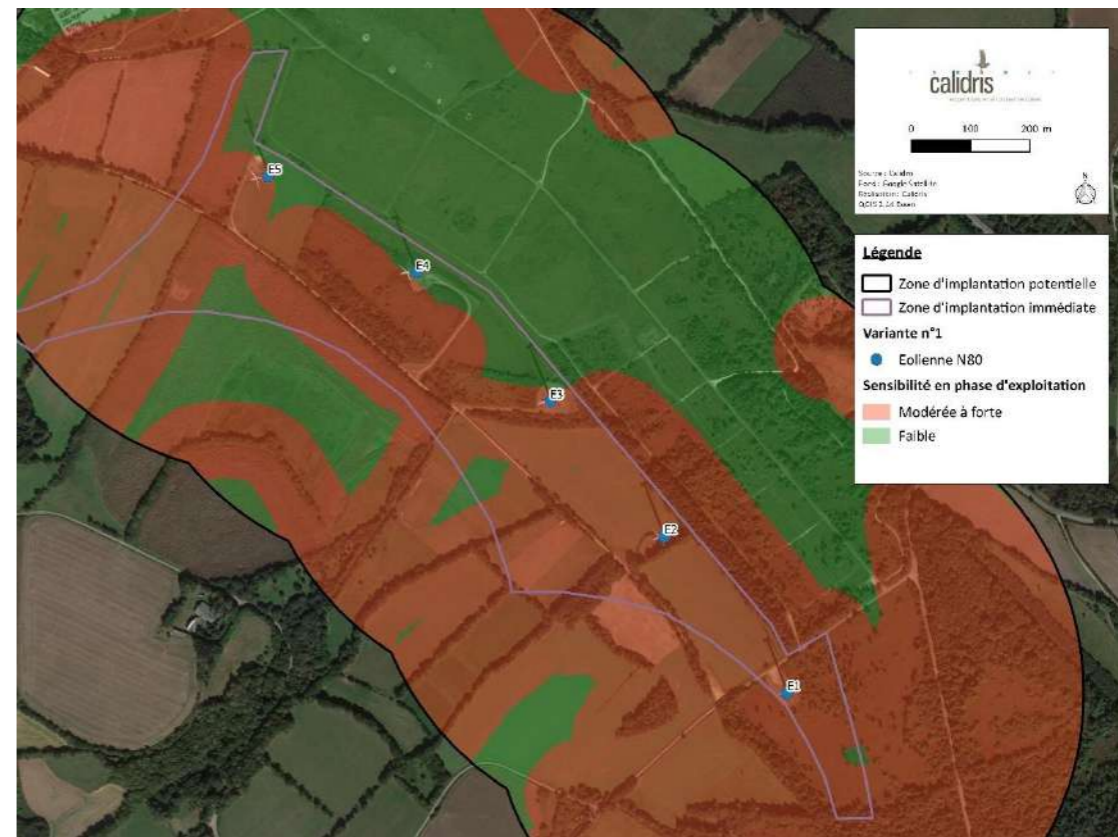 calidris
0 100 200 m
N
E5
E4
E3
E2
E1
Légende
Zone d'implantation potentielle
Zone d'implantation immédiate
Variante n°1
Eolienne N80
Sensibilité en phase d'exploitation
Modérée à forte
Faible